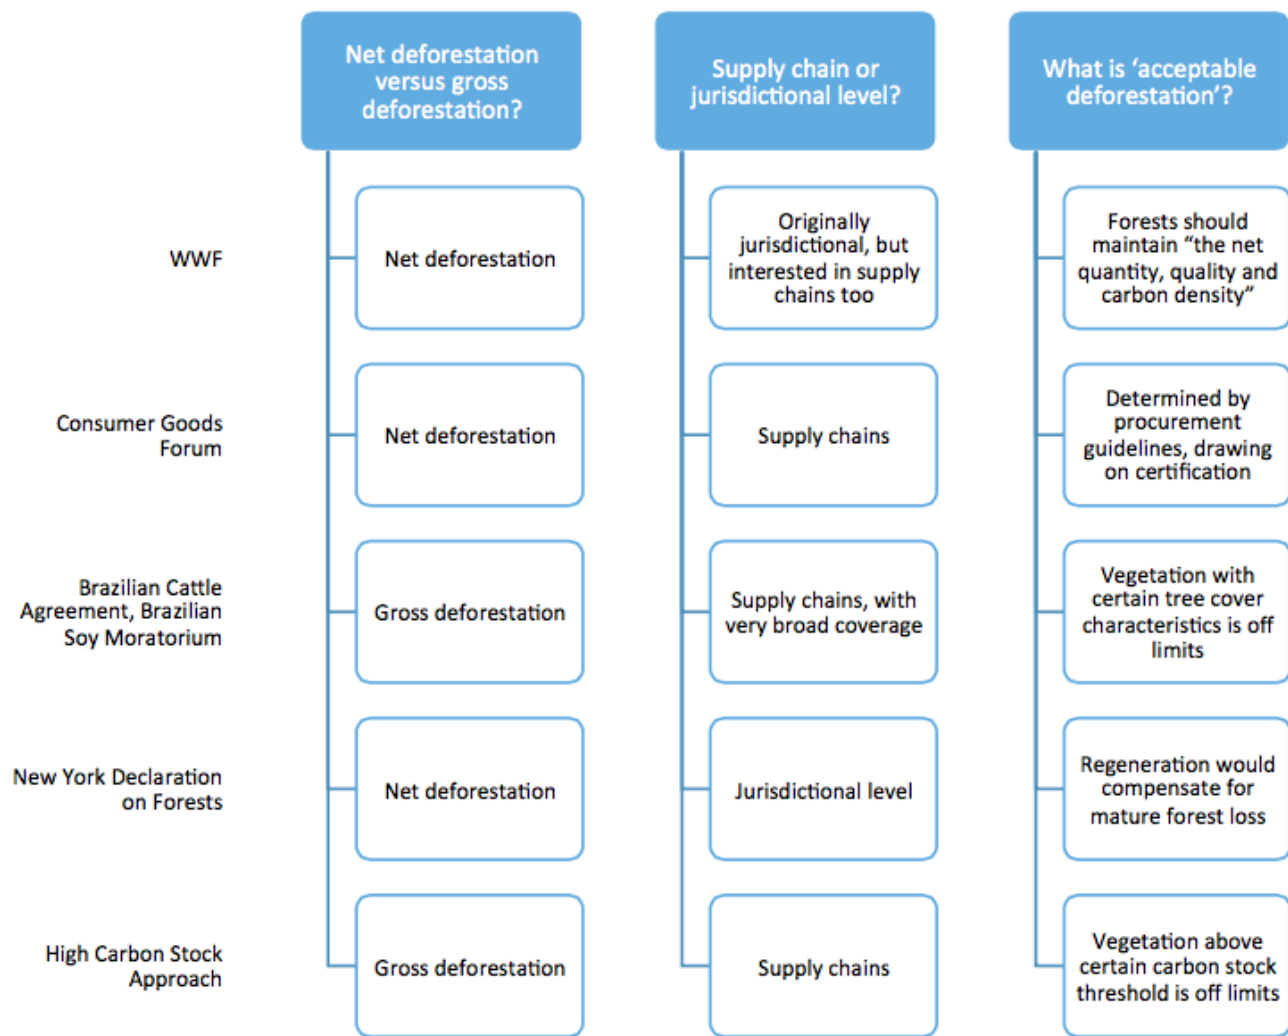 Net deforestation
versus gross
deforestation?
Supply chain or
jurisdictional level?
What is ‘acceptable
deforestation’?
WWF
Net deforestation
Originally
jurisdictional, but
interested in supply
chains too
Forests should
maintain “the net
quantity, quality and
carbon density”
Consumer Goods
Forum
Net deforestation
Supply chains
Determined by
procurement
guidelines, drawing
on certification
Brazilian Cattle
Agreement, Brazilian
Soy Moratorium
Gross deforestation
Supply chains, with
very broad coverage
Vegetation with
certain tree cover
characteristics is off
limits
New York Declaration
on Forests
Net deforestation
Jurisdictional level
Regeneration would
compensate for
mature forest loss
High Carbon Stock
Approach
Gross deforestation
Supply chains
Vegetation above
certain carbon stock
threshold is off limits